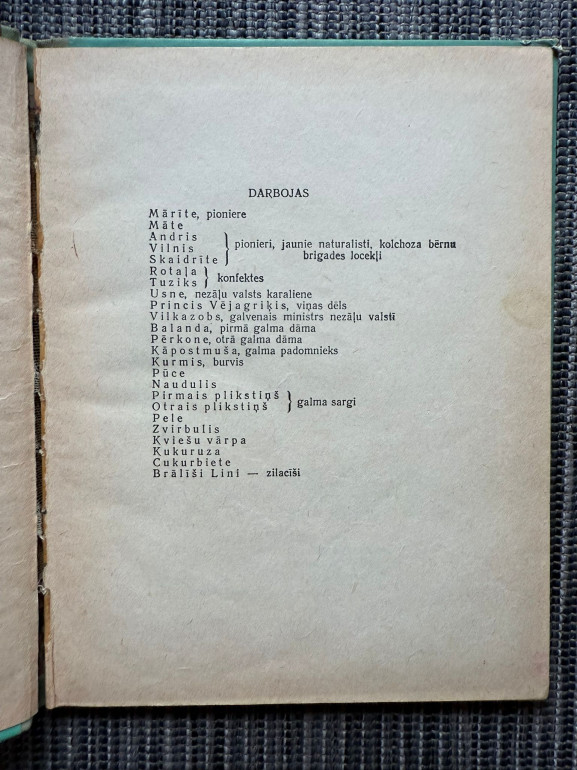 DARBOJAS
Mārīte, pioniere
Māte
Andris
Vilnis
Skaidrīte
pionieri, jaunie naturalisti, kolchoza bērnu
brigades locekļi
Rotaļa
Tuziks
konfektes
Usne, nezāļu valsts karaliene
Princis Vējagriķis, viņas dēls
Vilkazobs, galvenais ministrs nezāļu valstī
Balanda, pirmā galma dāma
Pērkone, otrā galma dāma
Kāpostmuša, galma padomnieks
Kurmis, burvis
Pūce
Naudulis
Pirmais plikstiņš
Otrais plikstiņš
galma sargi
Pele
Zvirbulis
Kviešu vārpa
Kukuruza
Cukurbiete
Brālīši Lini — zilacīši